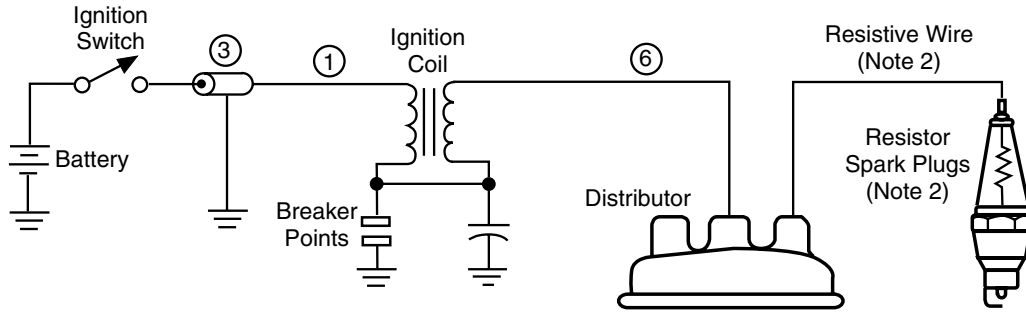 Ignition
Switch
3
1
Ignition
Coil
6
Resistive Wire
(Note 2)
Battery
Breaker
Points
Distributor
Resistor
Spark Plugs
(Note 2)